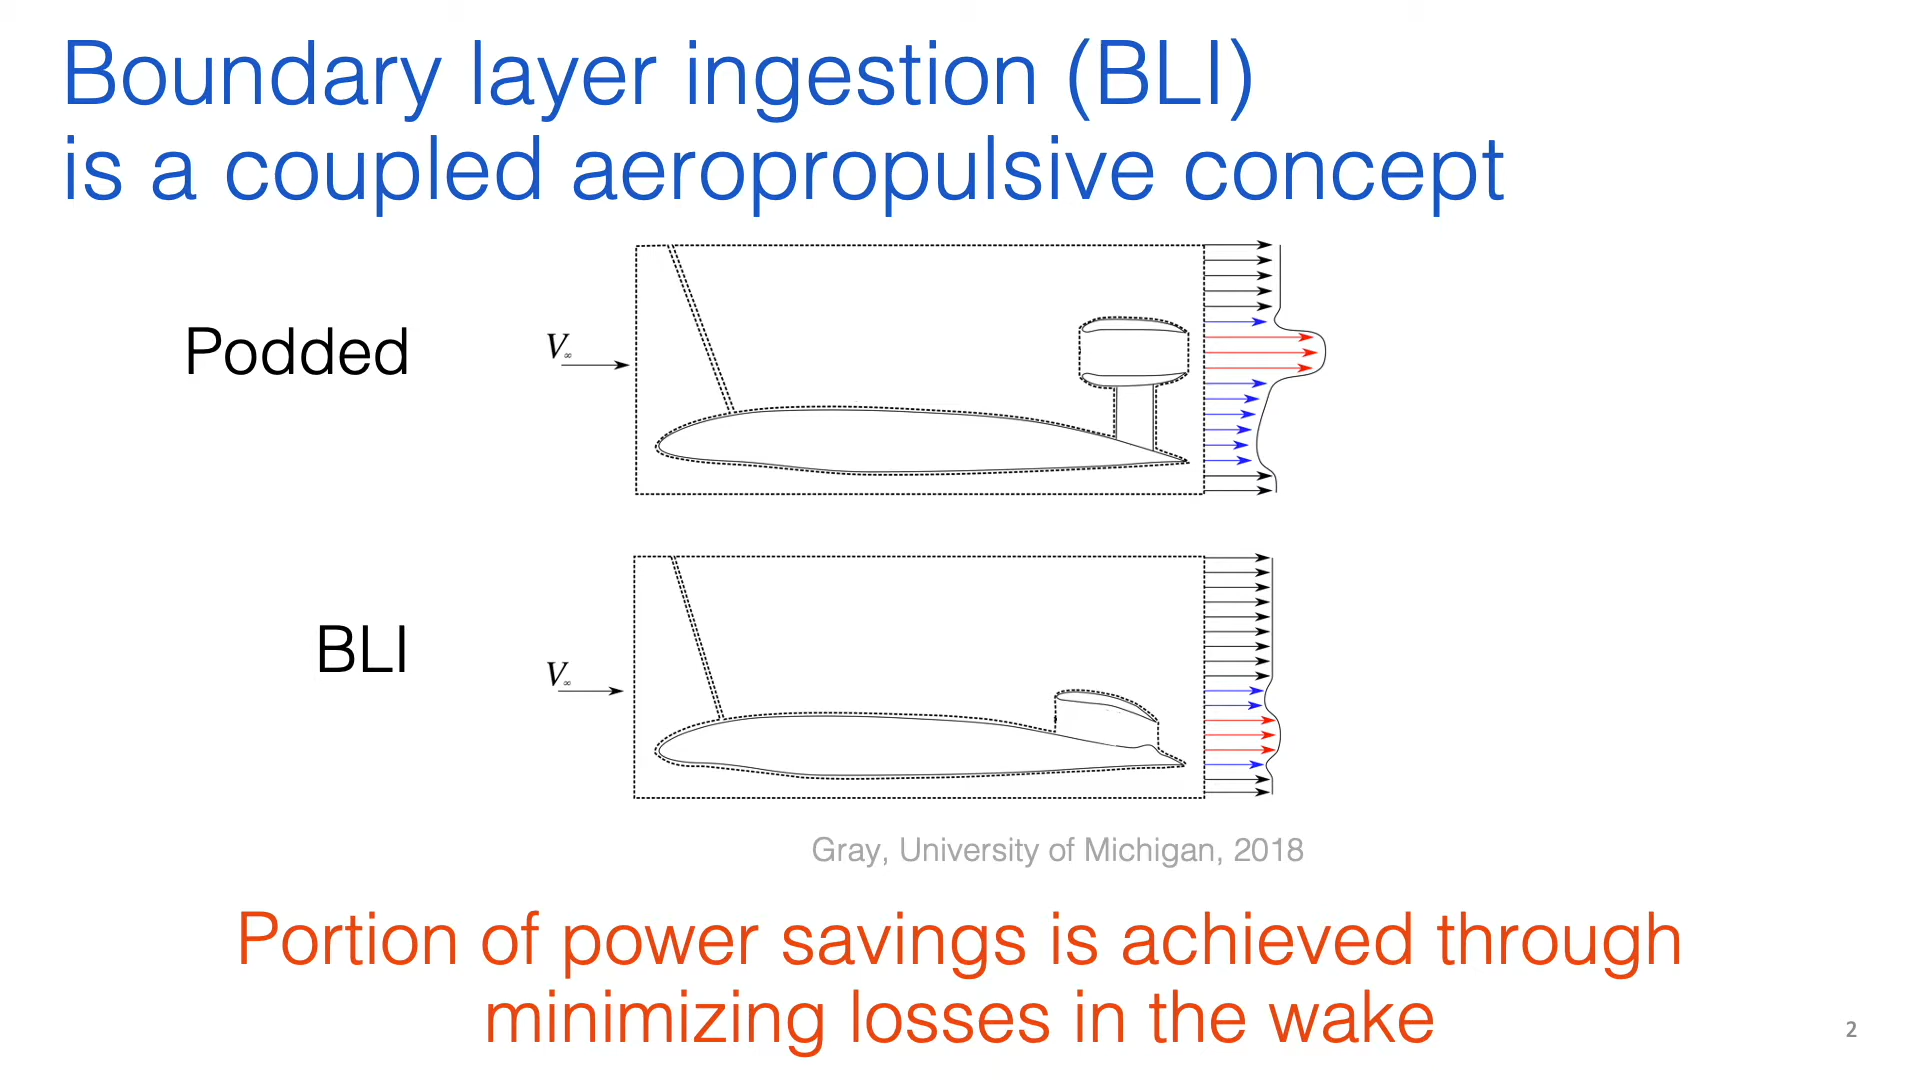 Boundary layer ingestion (BLI)
is a coupled aeropropulsive concept
Podded
V∞
BLI
V∞
Gray, University of Michigan, 2018
Portion of power savings is achieved through
minimizing losses in the wake
2